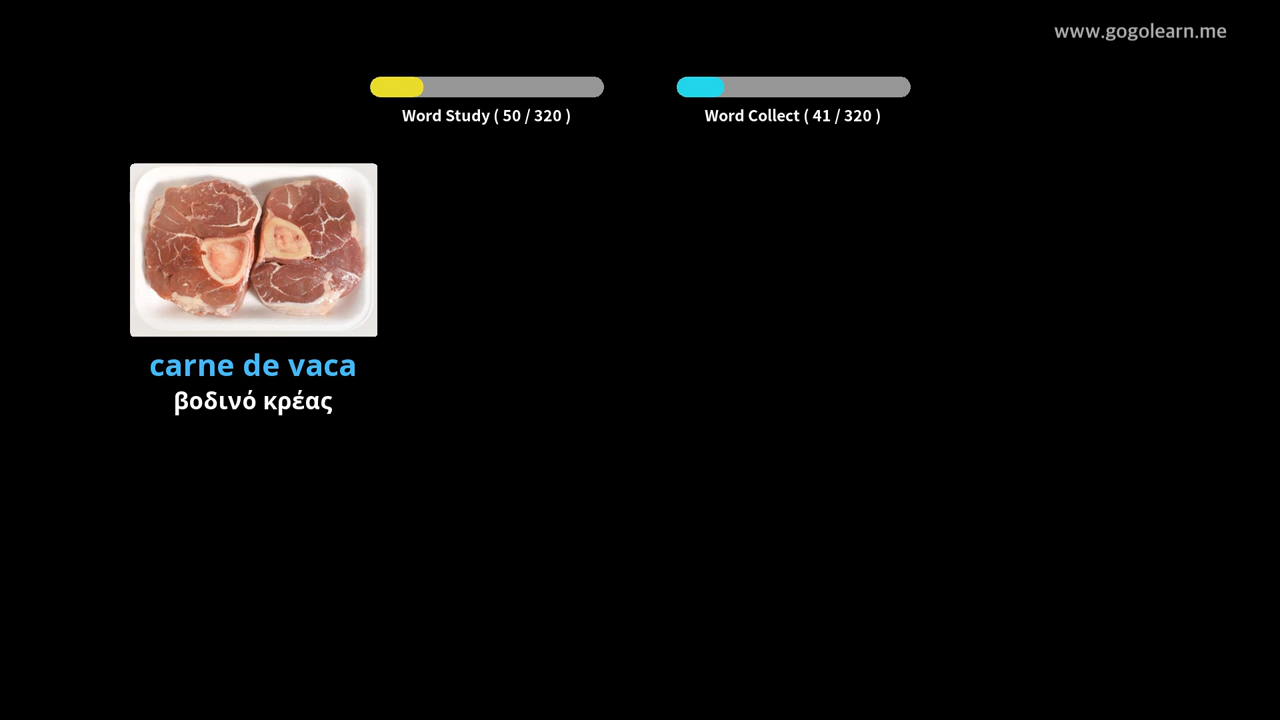 www.gogolearn.me
Word Study ( 50 / 320 )
Word Collect ( 41 / 320 )
carne de vaca
βοδινό κρέας